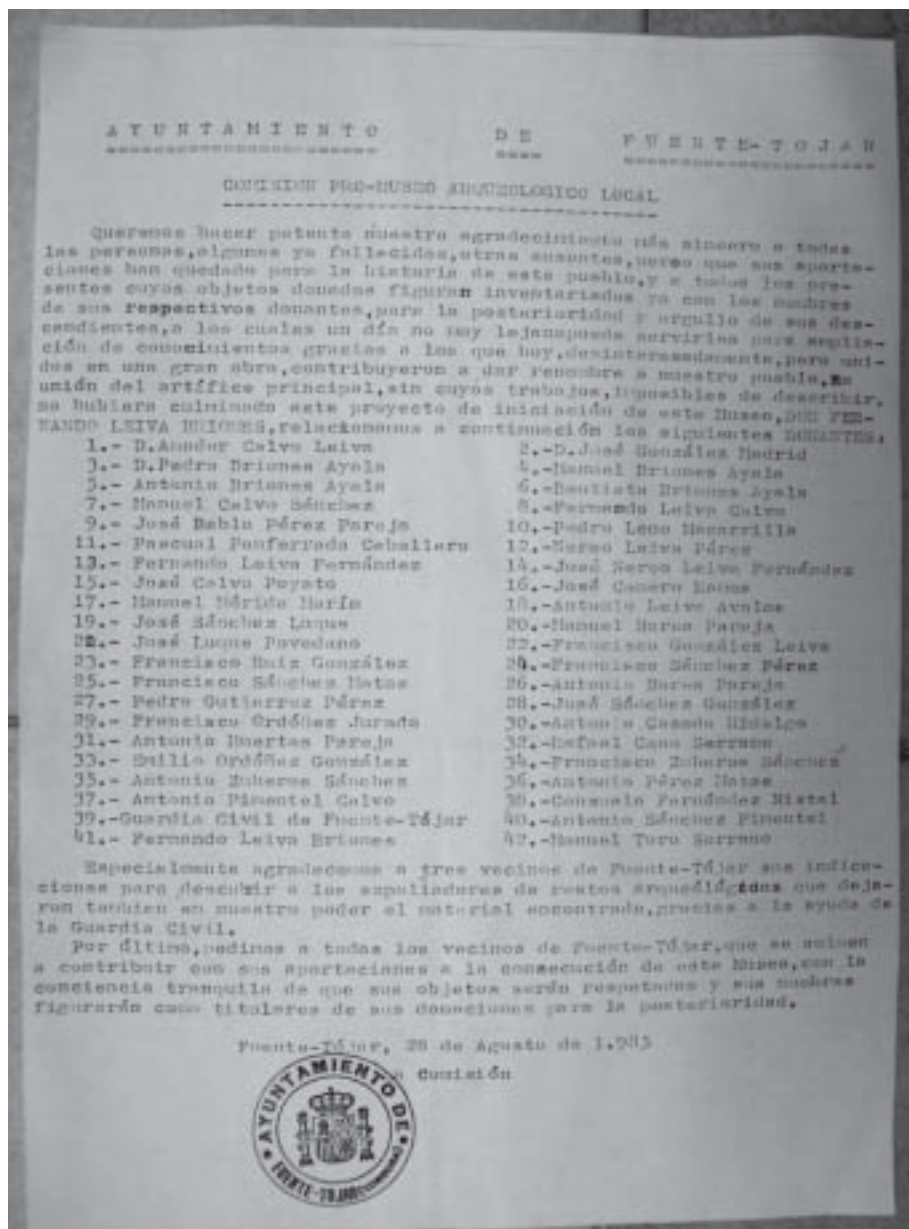 AYUNTAMIENTO DE FUENTE-TOJAR
COMISION PRO-MUSEO ARQUEOLOGICO LOCAL
Queremos hacer patente nuestro agradecimiento más sincero a todas
las personas,algunas ya fallecidas,otras ausentes, que sus aporta-
ciones han quedado para la historia de este pueblo,y a todos los pre-
sentes cuyos objetos donados figuran inventariados ya con los nombres
de sus respectivos donantes,para la posterioridad y orgullo de sus des-
cendientes,a los cuales un día no muy servirles para amplia-
ción de conocimientos gracias a los que hoy,desinteresadamente,pero uni-
dos en una gran obra,contribuyeron a dar renombre a nuestro pueblo.En
unión del artífice principal,sin cuyos trabajos,imposibles de describir,
no hubiera culminado este proyecto de iniciación de este Museo,DON FER-
NANDO LEIVA BRIONES,relacionamos a continuación los siguientes DONANTES:
1.- D.Amador Calvo Leiva 2.-D.José González Madrid
3.- D.Pedro Briones Ayala 4.-Manuel Briones Ayala
5.- Antonio Briones Ayala 6.-Bautista Briones Ayala
7.- Manuel Calvo Sánchez 8.-Fernando Leiva Calvo
9.- José Pablo Pérez Pareja 10.-Pedro Leon
11.- Pascual Ponferrada Caballero 12.-Nereo Leiva Pérez
13.- Fernando Leiva Fernández 14.-José Nereo Leiva Fernández
15.- José Calvo Poyato 16.-José
17.- Manuel Mérida Marín 18.-Antonio Leiva Avalos
19.- José Sánchez Luque 20.-Manuel Pareja
José Luque Povedano 22.-Francisco González Leiva
23.- Francisco Ruiz González 24.-Francisco Sánchez Pérez
25.- Francisco Sánchez Matas 26.-Antonio Pareja
27.- Pedro Gutierrez Pérez 28.-José Sánchez González
29.- Francisco Ordóñez Jurado 30.-Antonio Casado Hidalgo
31.- Antonio Huertas Pareja 32.-Rafael Cano Serrano
33.- Emilio Ordóñez González 34.-Francisco Zuheros Sánchez
35.- Antonio Zuheros Sánchez 36.-Antonio Pérez Matas
37.- Antonio Pimentel Calvo 38.-Consuelo Fernández
39.-Guardia Civil de Fuente-Tójar 40.-Antonio Sánchez Pimentel
41.- Fernando Leiva Briones 42.-Manuel Toro Serrano
Especialmente agradecemos a tres vecinos de Fuente-Tójar sus indica-
ciones para descubrir a los expoliadores de restos arqueológicos que deja-
ron tambien en nuestro poder el material encontrado,gracias a la ayuda de
la Guardia Civil.
Por último,pedimos a todos los vecinos de Fuente-Tójar,que se animen
a contribuir con sus aportaciones a la consecución de este Museo,con la
conciencia tranquila de que sus objetos serán respetados y sus nombres
figurarán como titulares de sus donaciones para la posterioridad.
Fuente-Tójar, 28 de Agosto de 1.983
Comisión
AYUNTAMIENTO DE
FUENTE-TOJAR